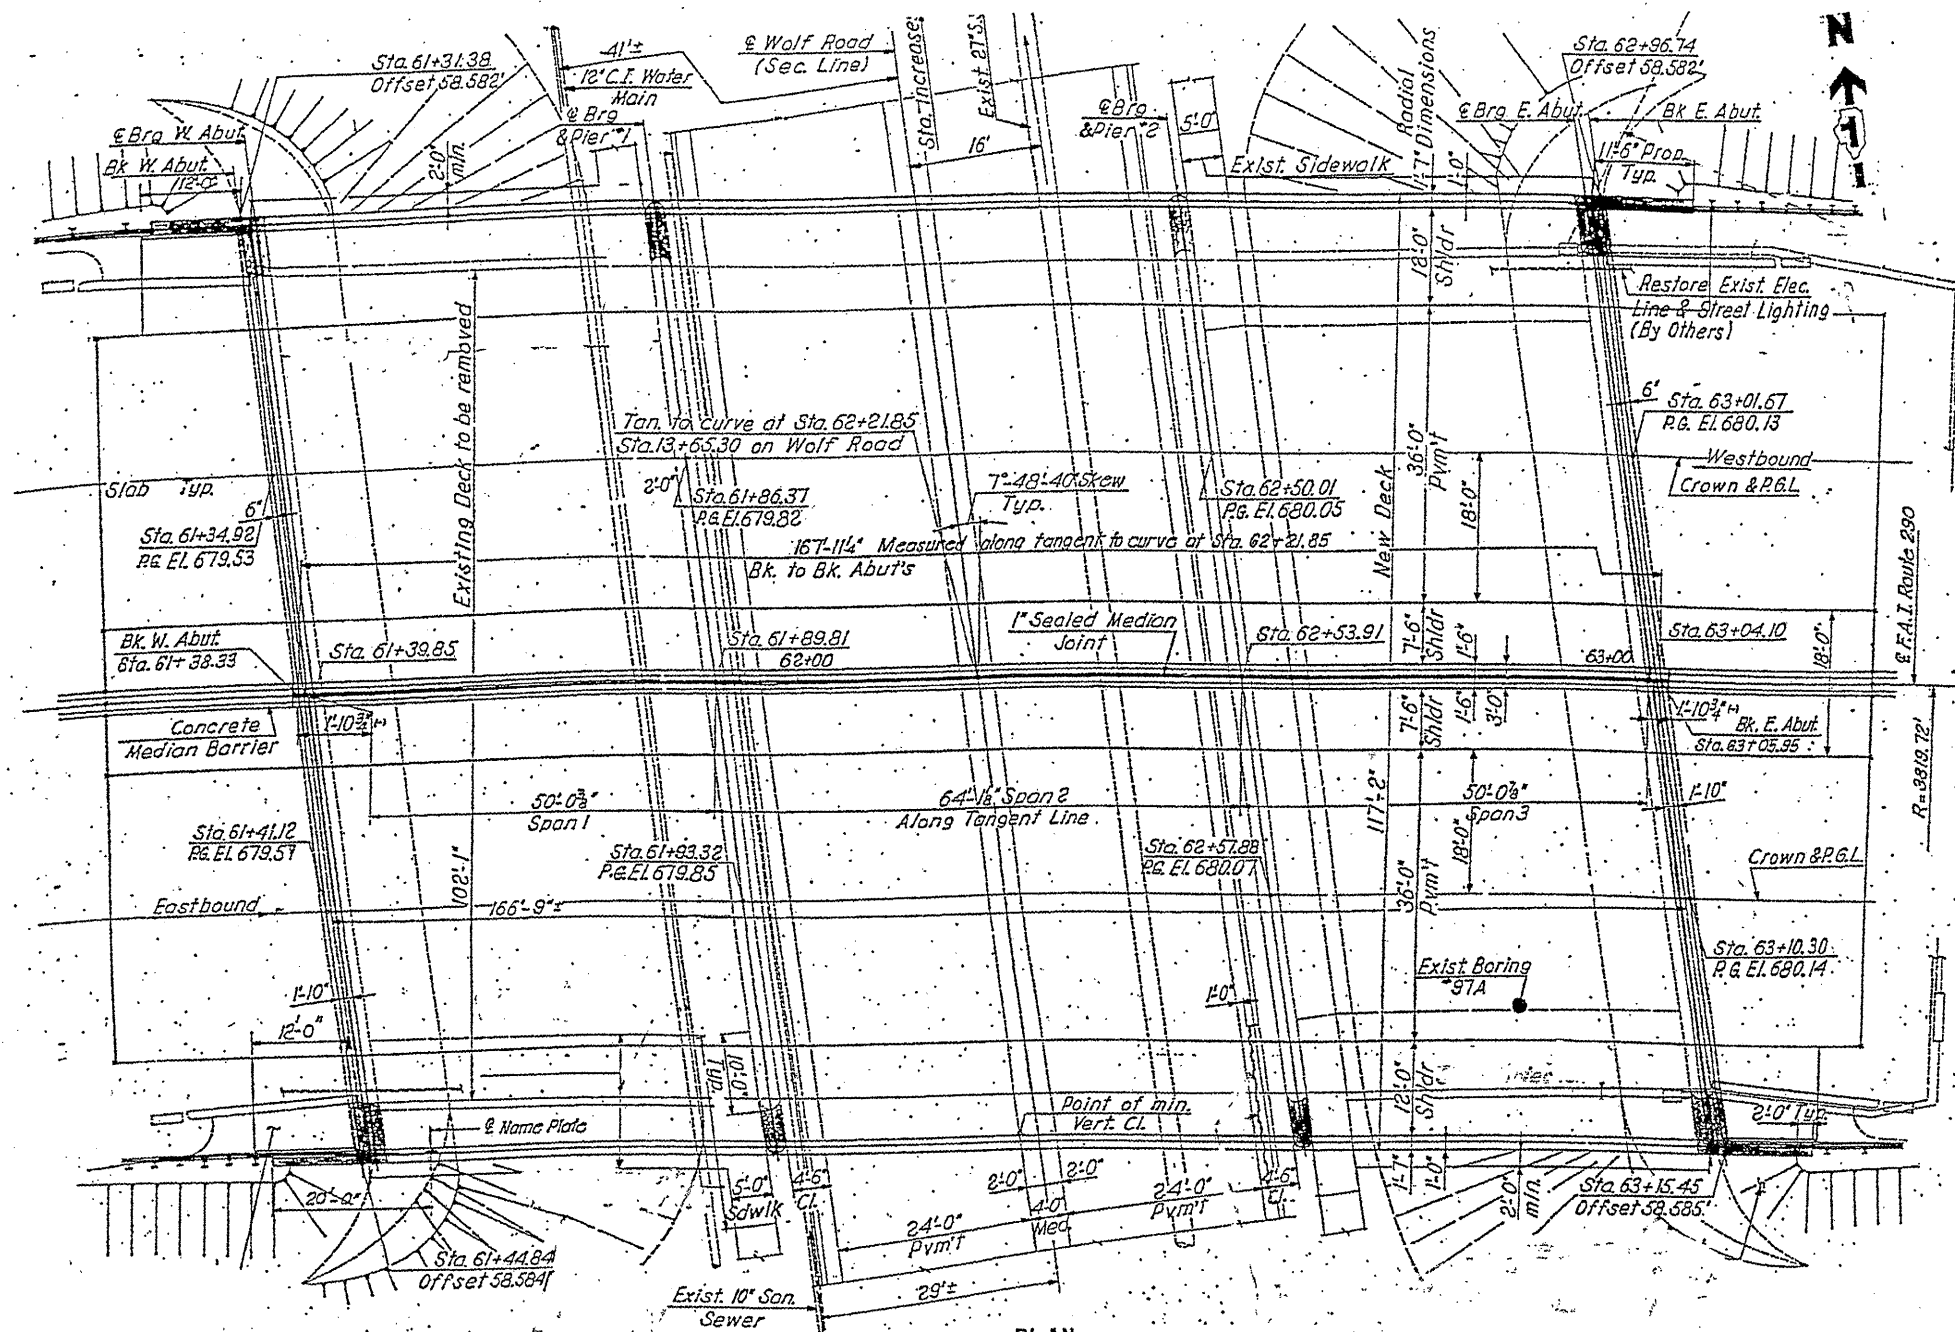 Sta. 61+31.38
Offset 58.582'
41'±
12" C.I. Water
Main
℄ Wolf Road
(Sec. Line)
Sta. Increase
Exist 27" S.
16'
℄ Brg
& Pier #1
℄ Brg
& Pier #2
5'-0"
Exist. Sidewalk
1'-7"
Radial
Dimensions
1'-0"
Sta. 62+96.74
Offset 58.582'
N
1
℄ Brg E. Abut.
Bk E. Abut.
11'-6" Prop.
Typ.
℄ Brg W. Abut.
Bk W. Abut.
12'-0"
2'-0"
min.
12'-0"
Shldr
Restore Exist. Elec.
Line & Street Lighting
(By Others)
Existing Deck to be removed
Tan. to curve at Sta. 62+21.85
Sta. 13+65.30 on Wolf Road
36'-0"
Pvm't
6"
Sta. 63+01.67
P.G. El. 680.13
Westbound
Crown & P.G.L
Slab Typ.
6"
Sta. 61+34.92
P.G. El. 679.53
2'-0"
Sta. 61+86.37
P.G. El. 679.82
7°-48'-40" Skew
Typ.
Sta. 62+50.01
P.G. El. 680.05
18'-0"
New Deck
167'-11¼" Measured along tangent to curve at Sta. 62+21.85
Bk. to Bk. Abut's
℄ F.A.I. Route 290
Bk. W. Abut.
Sta. 61+38.33
Sta. 61+39.85
Sta. 61+89.81
62+00
1" Sealed Median
Joint
Sta. 62+53.91
7'-6"
Shldr
1'-6"
63+00
Sta. 63+04.10
18'-0"
Concrete
Median Barrier
1'-10¾" (-)
7'-6"
Shldr
1'-6"
3'-0"
1'-10¾" (-)
Bk. E. Abut.
Sta. 63+05.95
R=3819.72'
50'-0⅜"
Span 1
64'-1⅛" Span 2
Along Tangent Line
117'-2"
50'-0⅜"
Span 3
1'-10"
Sta. 61+41.12
P.G. El. 679.57
102'-1"
Sta. 61+93.32
P.G. El. 679.85
Sta. 62+57.88
P.G. El. 680.07
18'-0"
36'-0"
Pvm't
Crown & P.G.L
Eastbound
166'-9"±
Sta. 63+10.30
P.G. El. 680.14
Exist. Boring
#97A
1'-10"
12'-0"
1'-0"
10'-0"
Typ.
12'-0"
Shldr
℄ Name Plate
Point of min.
Vert. Cl.
2'-0" Typ.
20'-0"
5'-0"
Sdwlk
4'-6"
Cl.
2'-0"
2'-0"
24'-0"
Pvm't
4'-0"
Med.
24'-0"
Pvm't
4'-6"
Cl.
1'-7"
1'-0"
2'-0"
min.
Sta. 63+15.45
Offset 58.585'
Sta. 61+44.84
Offset 58.584'
Exist. 10" San.
Sewer
29'±
PLAN